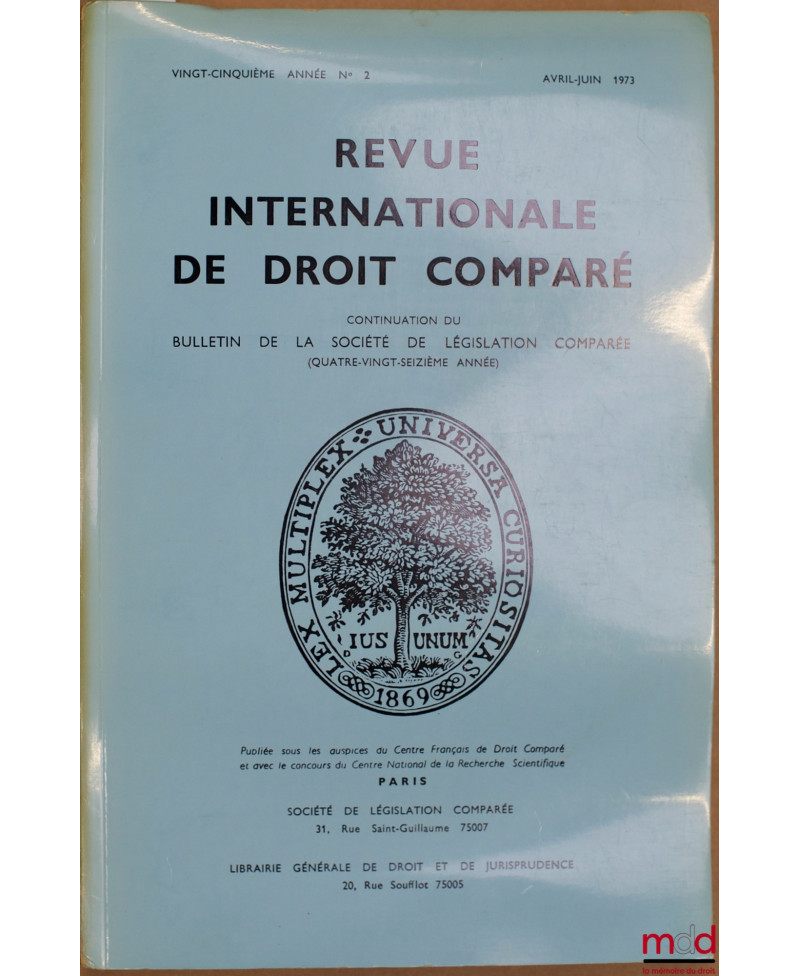 VINGT-CINQUIÈME ANNÉE No 2
AVRIL-JUIN 1973
REVUE
INTERNATIONALE
DE DROIT COMPARÉ
CONTINUATION DU
BULLETIN DE LA SOCIÉTÉ DE LÉGISLATION COMPARÉE
(QUATRE-VINGT-SEIZIÈME ANNÉE)
LEX MULTIPLEX UNIVERSA CURIOSITAS
IUS UNUM
D G
1869
Publiée sous les auspices du Centre Français de Droit Comparé
et avec le concours du Centre National de la Recherche Scientifique
PARIS
SOCIÉTÉ DE LÉGISLATION COMPARÉE
31, Rue Saint-Guillaume 75007
LIBRAIRIE GÉNÉRALE DE DROIT ET DE JURISPRUDENCE
20, Rue Soufflot 75005
mdd
la mémoire du droit